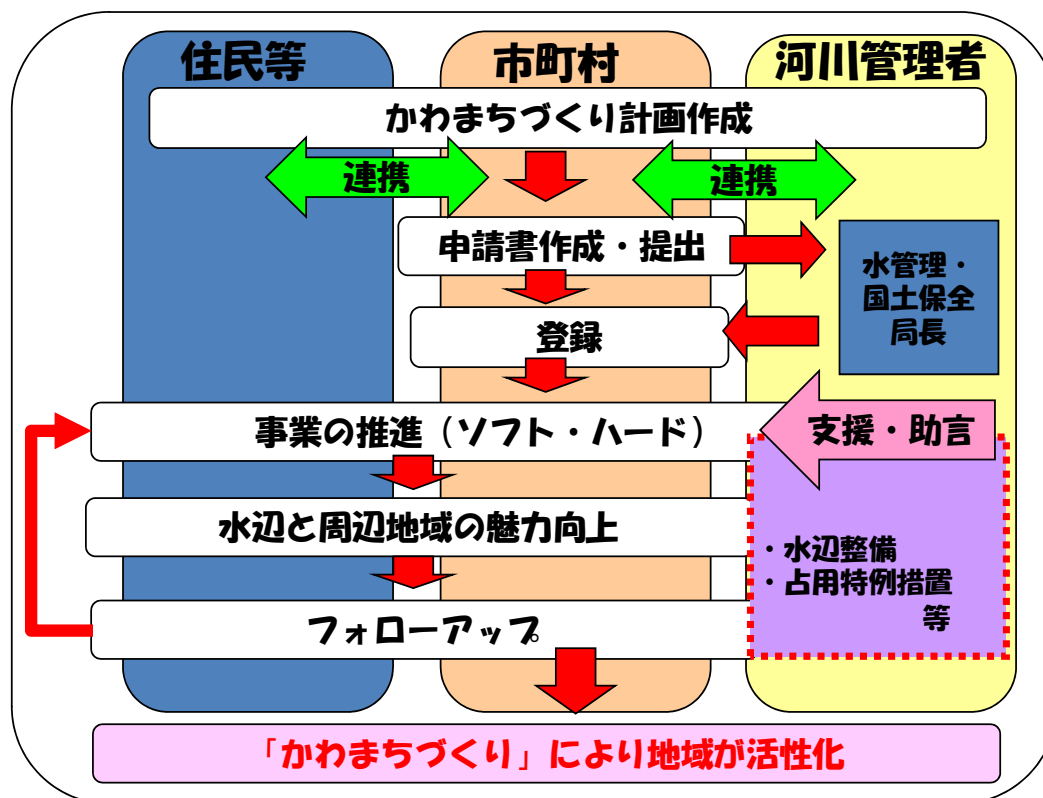 住民等
市町村
河川管理者
かわまちづくり計画作成
連携
連携
申請書作成・提出
水管理・
国土保全
局長
登録
事業の推進（ソフト・ハード）
支援・助言
水辺と周辺地域の魅力向上
・水辺整備
・占用特例措置
等
フォローアップ
「かわまちづくり」により地域が活性化